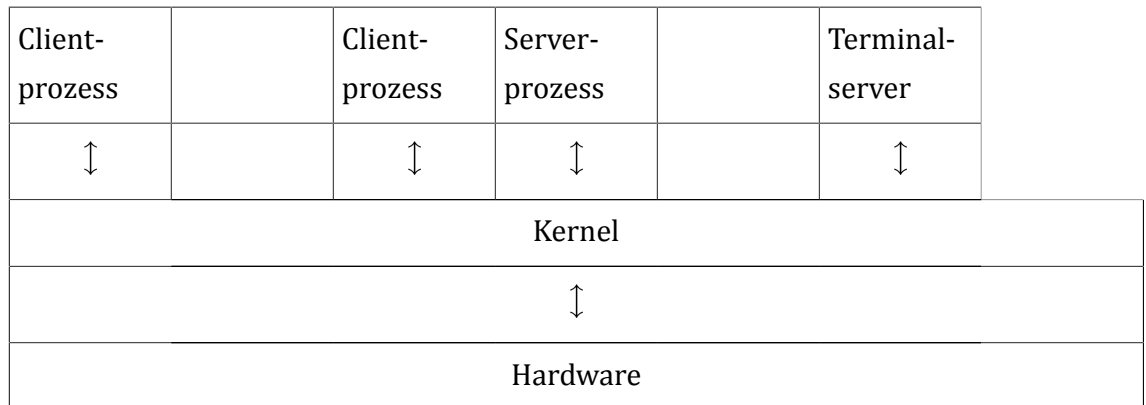 Client- Client- Server- Terminal-
prozess prozess prozess server
↕ ↕ ↕ ↕
Kernel
↕
Hardware